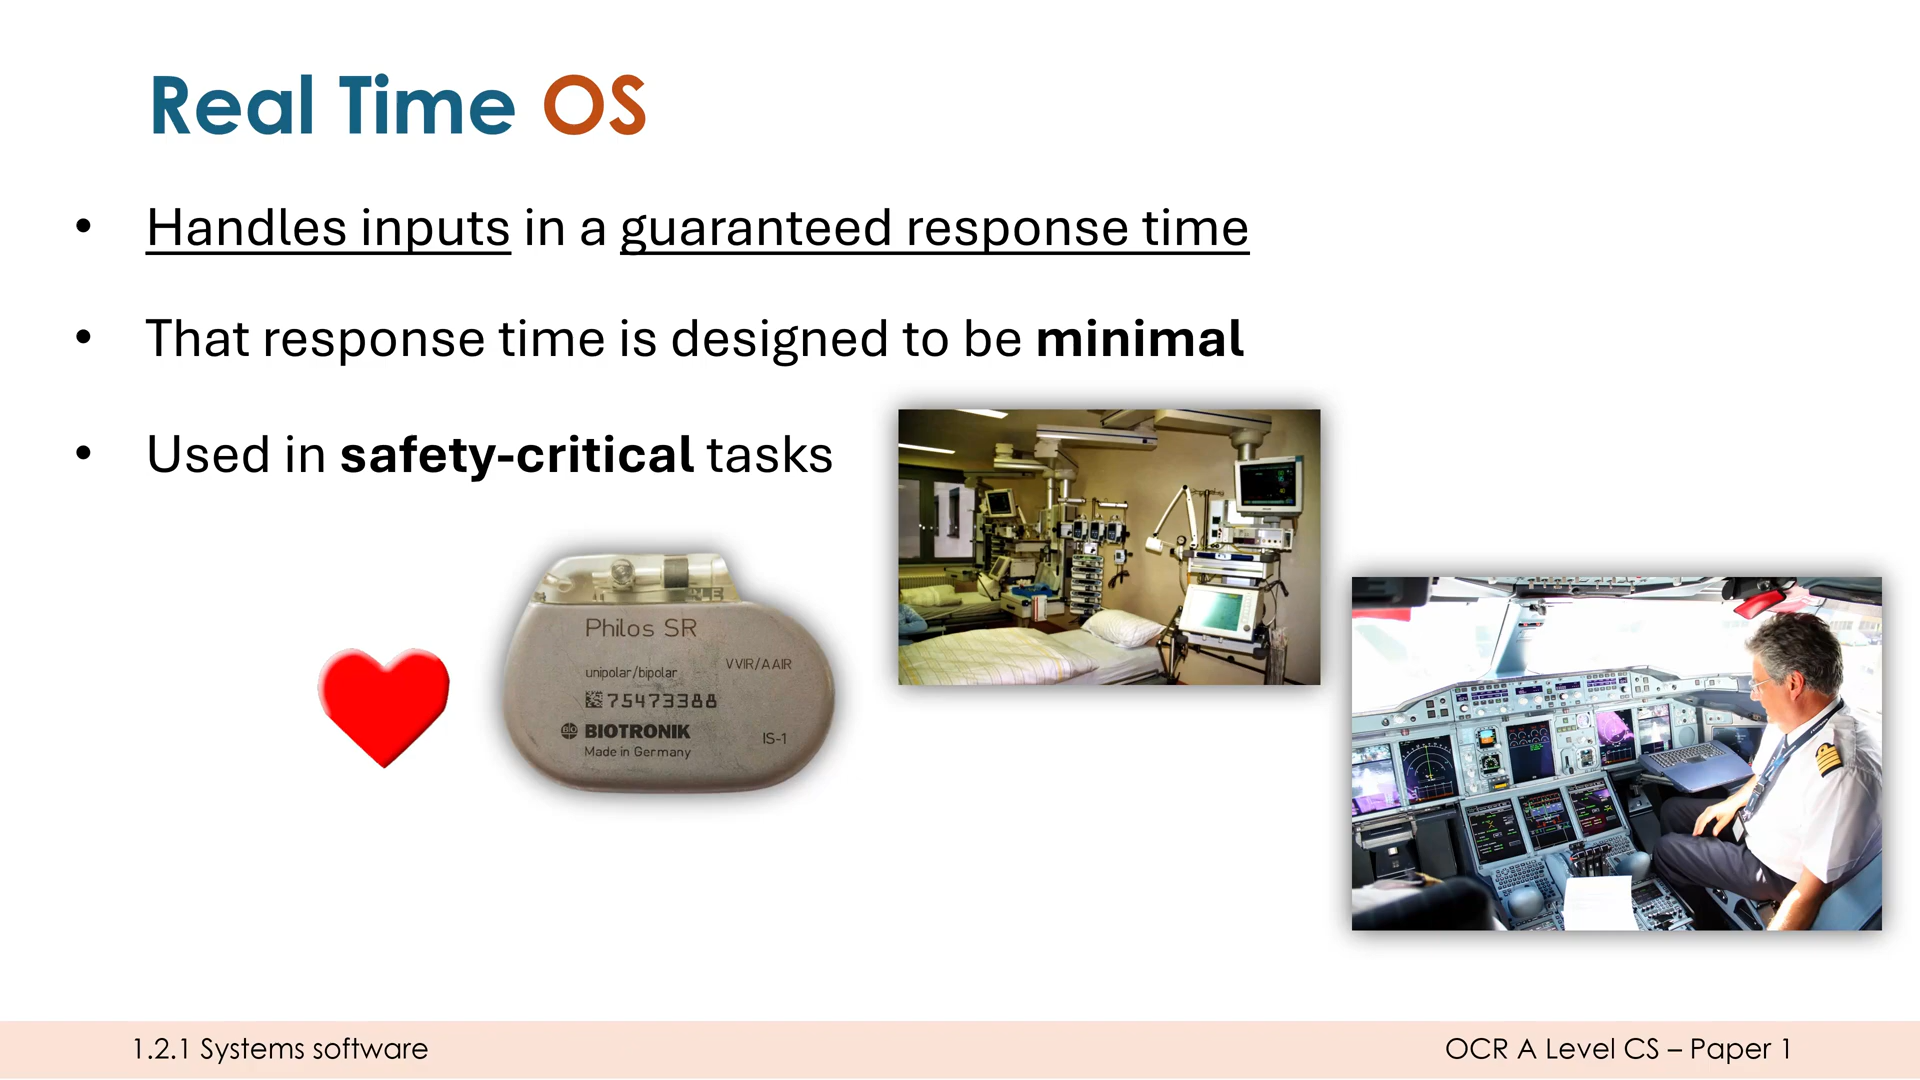 Real Time OS
• Handles inputs in a guaranteed response time
• That response time is designed to be minimal
• Used in safety-critical tasks
Philos SR
unipolar/bipolar
VVIR/AAIR
75473388
BIOTRONIK
IS-1
Made in Germany
1.2.1 Systems software
OCR A Level CS – Paper 1